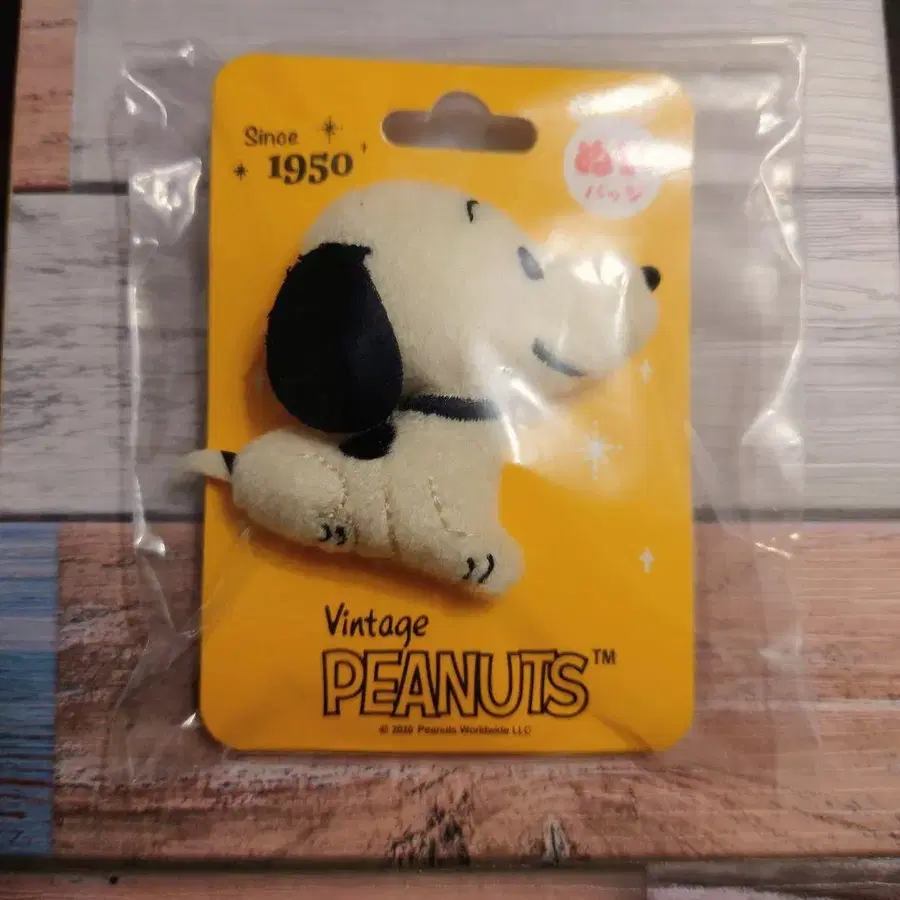 Since
1950
バッジ
Vintage
PEANUTS™
© 2020 Peanuts Worldwide LLC